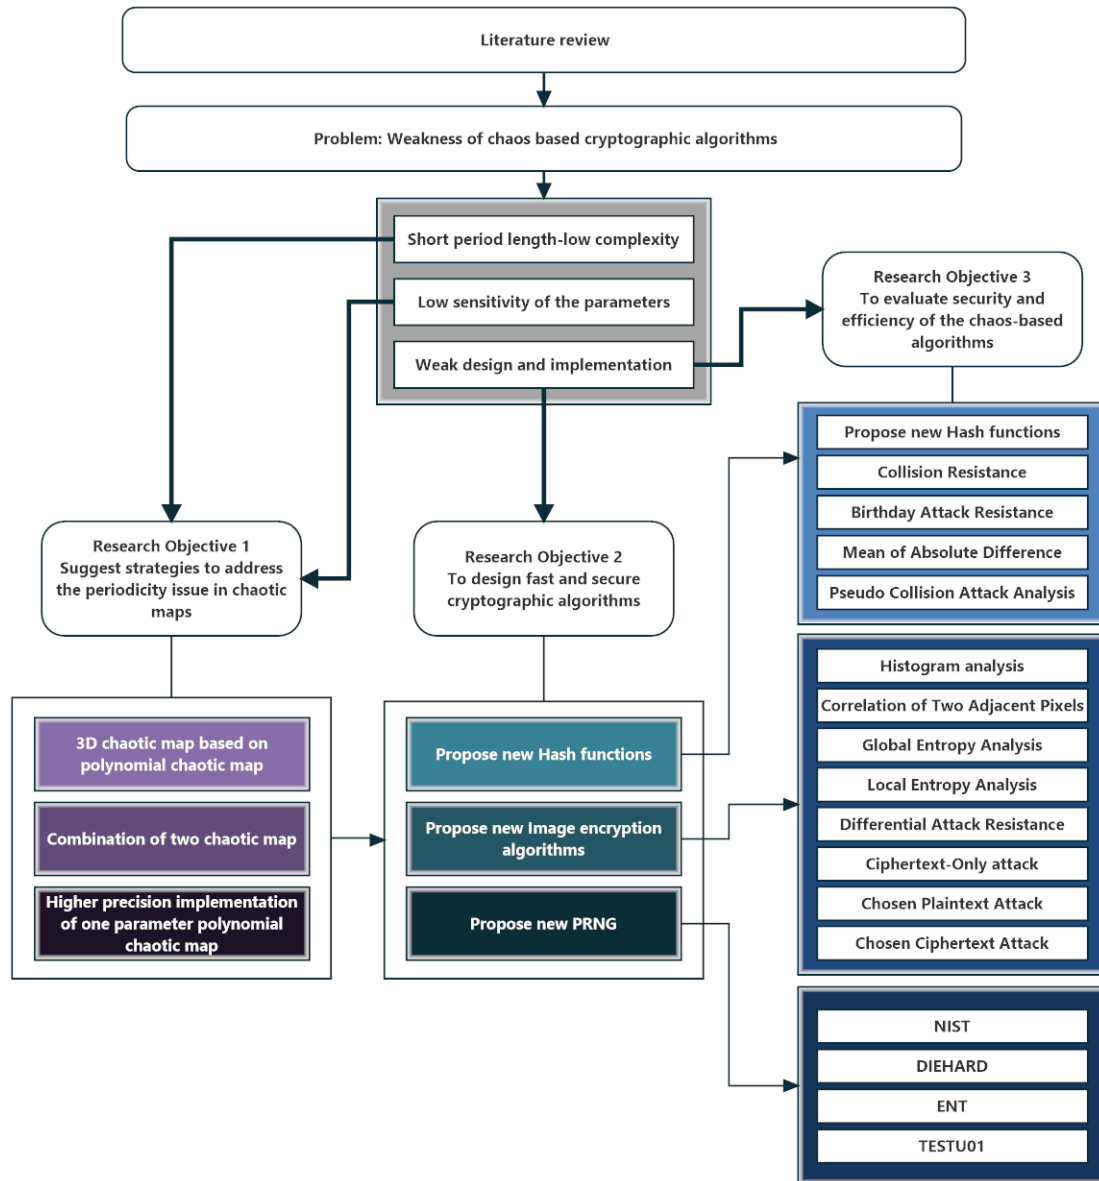 Literature review
Problem: Weakness of chaos based cryptographic algorithms
Short period length-low complexity
Low sensitivity of the parameters
Weak design and implementation
Research Objective 3
To evaluate security and
efficiency of the chaos-based
algorithms
Research Objective 1
Suggest strategies to address
the periodicity issue in chaotic
maps
Research Objective 2
To design fast and secure
cryptographic algorithms
3D chaotic map based on
polynomial chaotic map
Combination of two chaotic map
Higher precision implementation
of one parameter polynomial
chaotic map
Propose new Hash functions
Propose new Image encryption
algorithms
Propose new PRNG
Propose new Hash functions
Collision Resistance
Birthday Attack Resistance
Mean of Absolute Difference
Pseudo Collision Attack Analysis
Histogram analysis
Correlation of Two Adjacent Pixels
Global Entropy Analysis
Local Entropy Analysis
Differential Attack Resistance
Ciphertext-Only attack
Chosen Plaintext Attack
Chosen Ciphertext Attack
NIST
DIEHARD
ENT
TESTU01